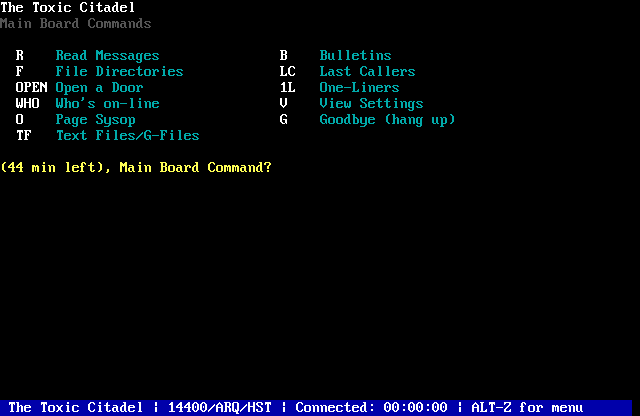 The Toxic Citadel
Main Board Commands
R Read Messages B Bulletins
F File Directories LC Last Callers
OPEN Open a Door 1L One-Liners
WHO Who's on-line V View Settings
O Page Sysop G Goodbye (hang up)
TF Text Files/G-Files
(44 min left), Main Board Command?
The Toxic Citadel ¦ 14400/ARQ/HST ¦ Connected: 00:00:00 ¦ ALT-Z for menu